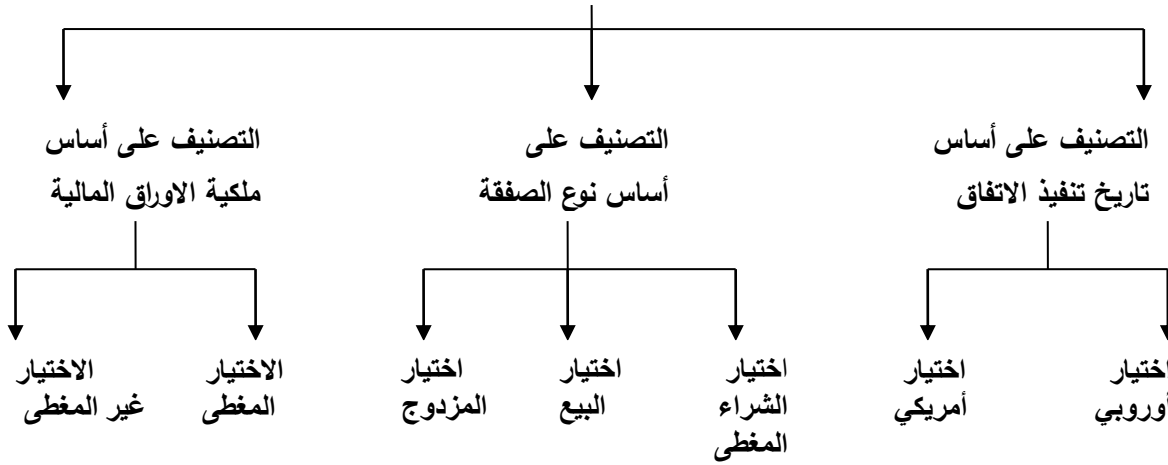 التصنيف على أساس
تاريخ تنفيذ الاتفاق
التصنيف على
أساس نوع الصفقة
التصنيف على أساس
ملكية الاوراق المالية
اختيار
أوروبي
اختيار
أمريكي
اختيار
الشراء
المغطى
اختيار
البيع
اختيار
المزدوج
الاختيار
المغطى
الاختيار
غير المغطى